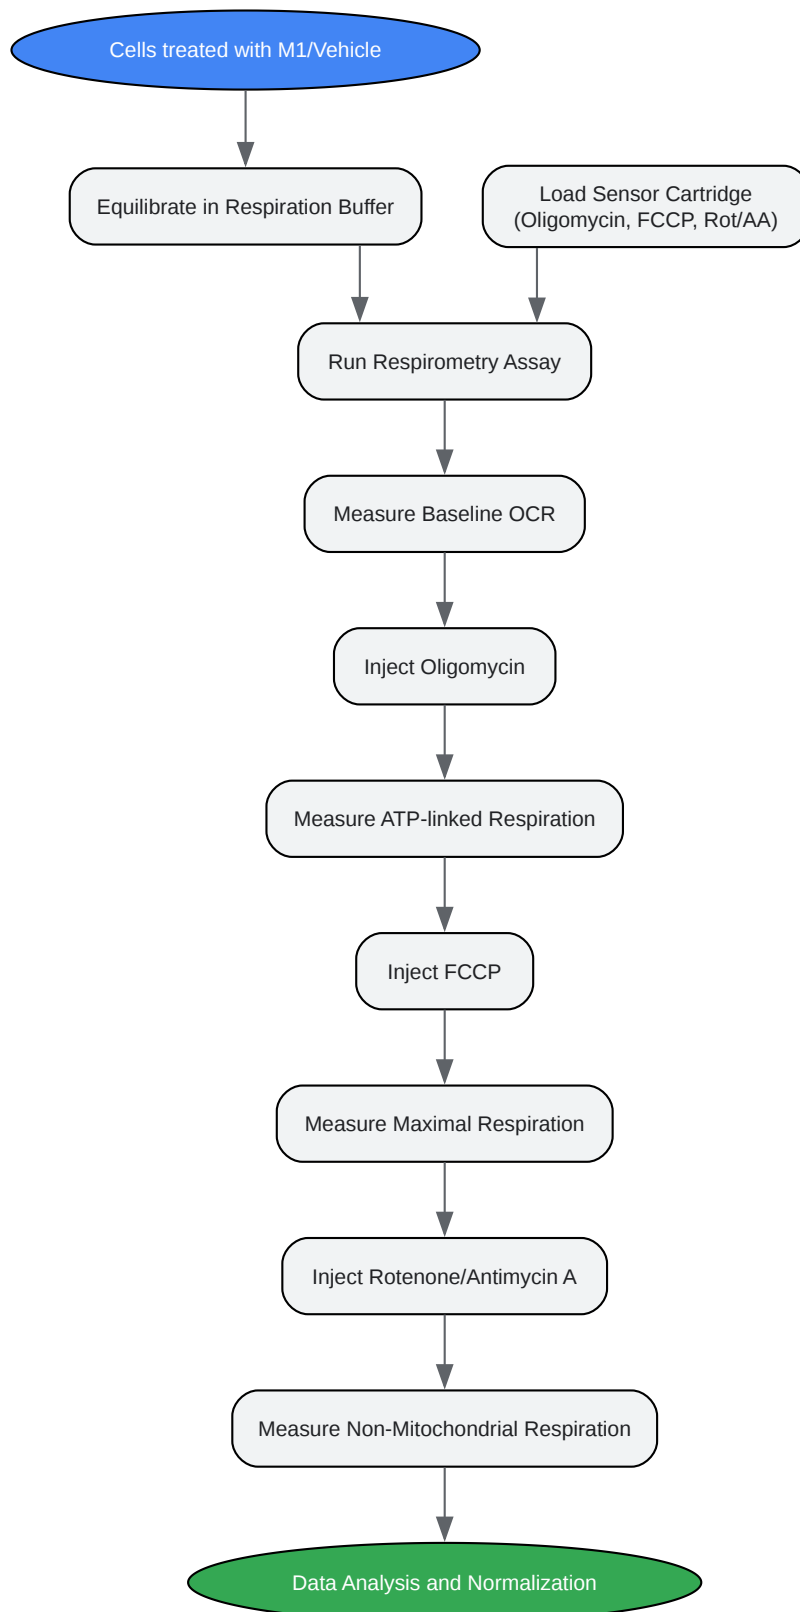 Cells treated with M1/Vehicle
Equilibrate in Respiration Buffer
Load Sensor Cartridge
(Oligomycin, FCCP, Rot/AA)
Run Respirometry Assay
Measure Baseline OCR
Inject Oligomycin
Measure ATP-linked Respiration
Inject FCCP
Measure Maximal Respiration
Inject Rotenone/Antimycin A
Measure Non-Mitochondrial Respiration
Data Analysis and Normalization